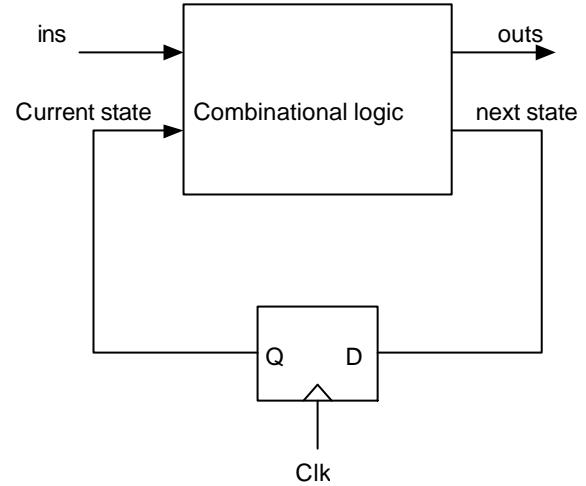 ins
outs
Current state
Combinational logic
next state
Q
D
Clk